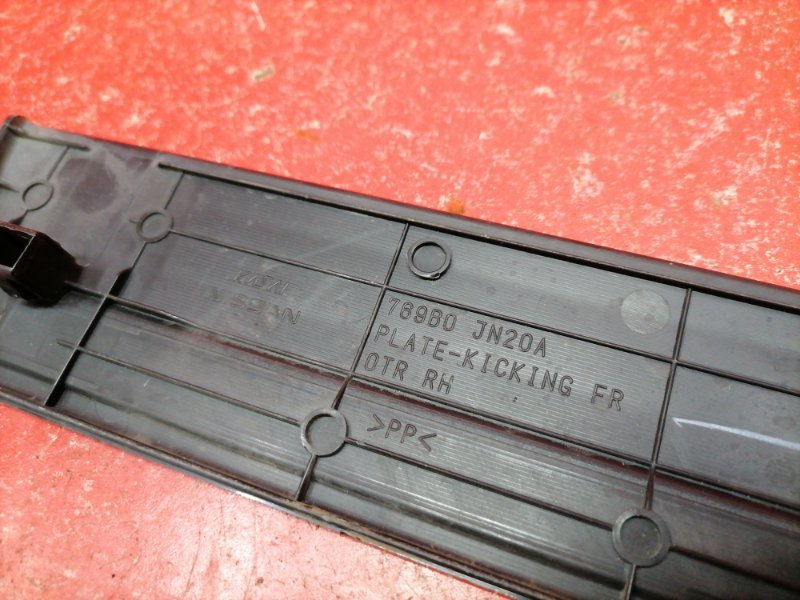 769B0 JN20A
PLATE-KICKING FR
OTR RH
>PP<